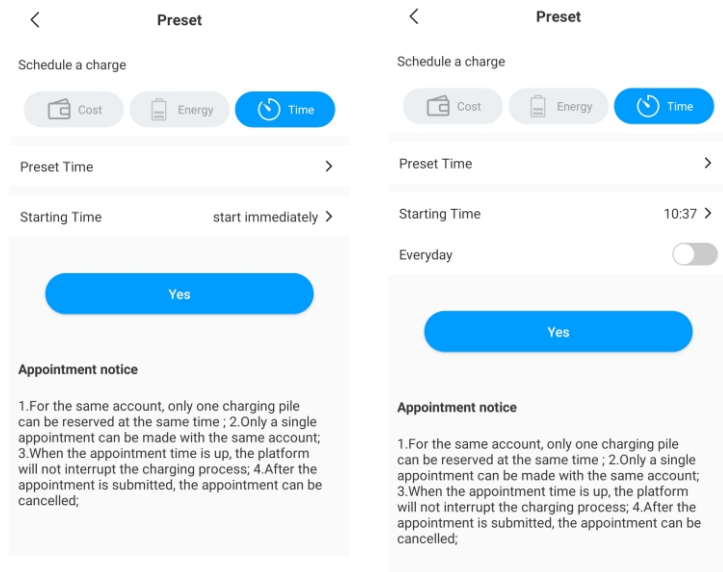 Preset
Schedule a charge
Cost Energy Time
Preset Time
Starting Time start immediately
Yes
Appointment notice
1.For the same account, only one charging pile
can be reserved at the same time ; 2.Only a single
appointment can be made with the same account;
3.When the appointment time is up, the platform
will not interrupt the charging process; 4.After the
appointment is submitted, the appointment can be
cancelled;
Preset
Schedule a charge
Cost Energy Time
Preset Time
Starting Time 10:37
Everyday
Yes
Appointment notice
1.For the same account, only one charging pile
can be reserved at the same time ; 2.Only a single
appointment can be made with the same account;
3.When the appointment time is up, the platform
will not interrupt the charging process; 4.After the
appointment is submitted, the appointment can be
cancelled;